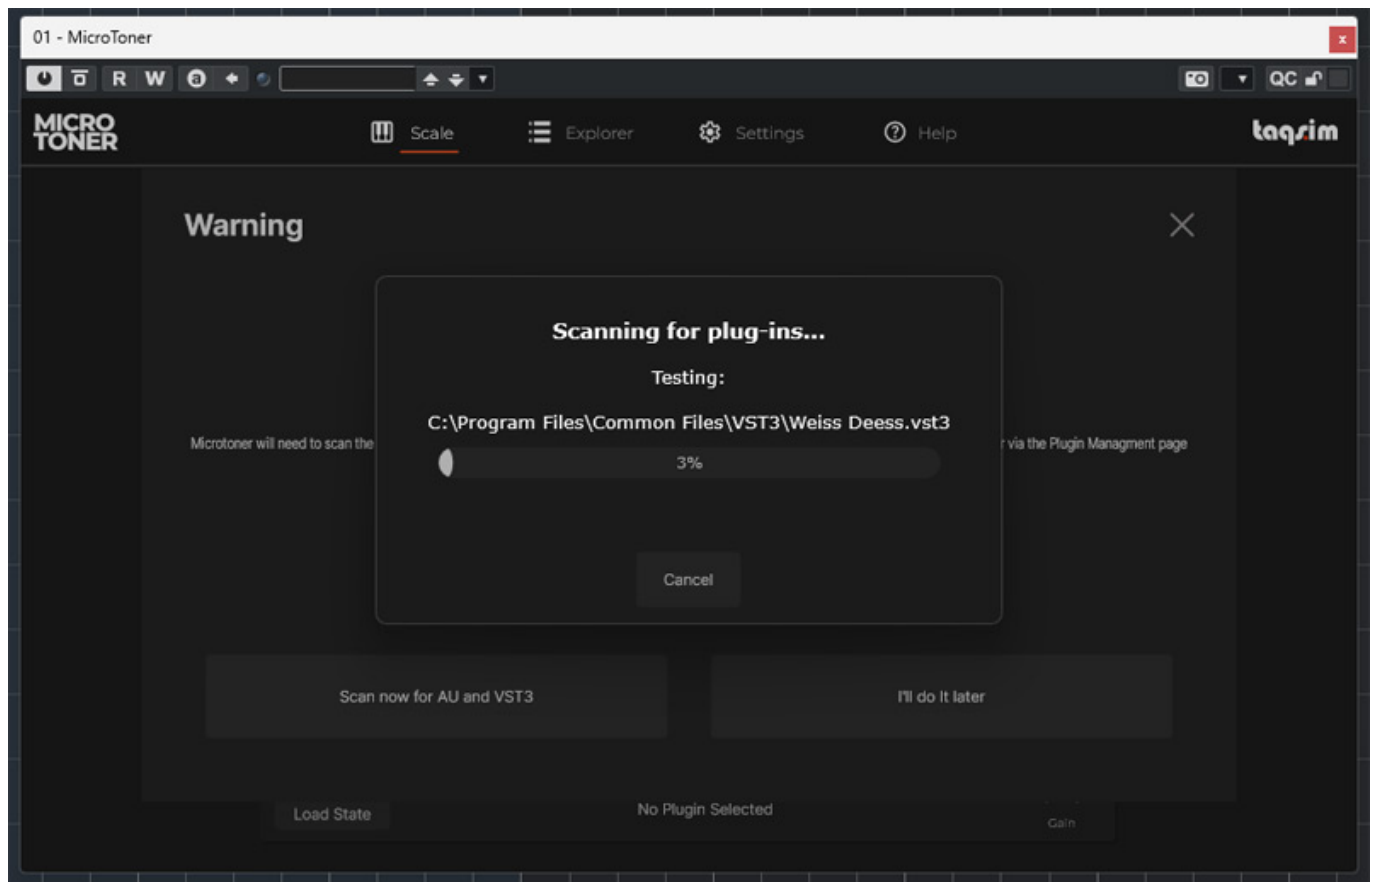 01 - MicroToner
x
R W a QC
MICRO
TONER
Scale Explorer Settings Help
taqsim
Warning
Scanning for plug-ins...
Testing:
C:\Program Files\Common Files\VST3\Weiss Deess.vst3
Microtoner will need to scan the
via the Plugin Managment page
3%
Cancel
Scan now for AU and VST3
I'll do It later
Load State
No Plugin Selected
Gain